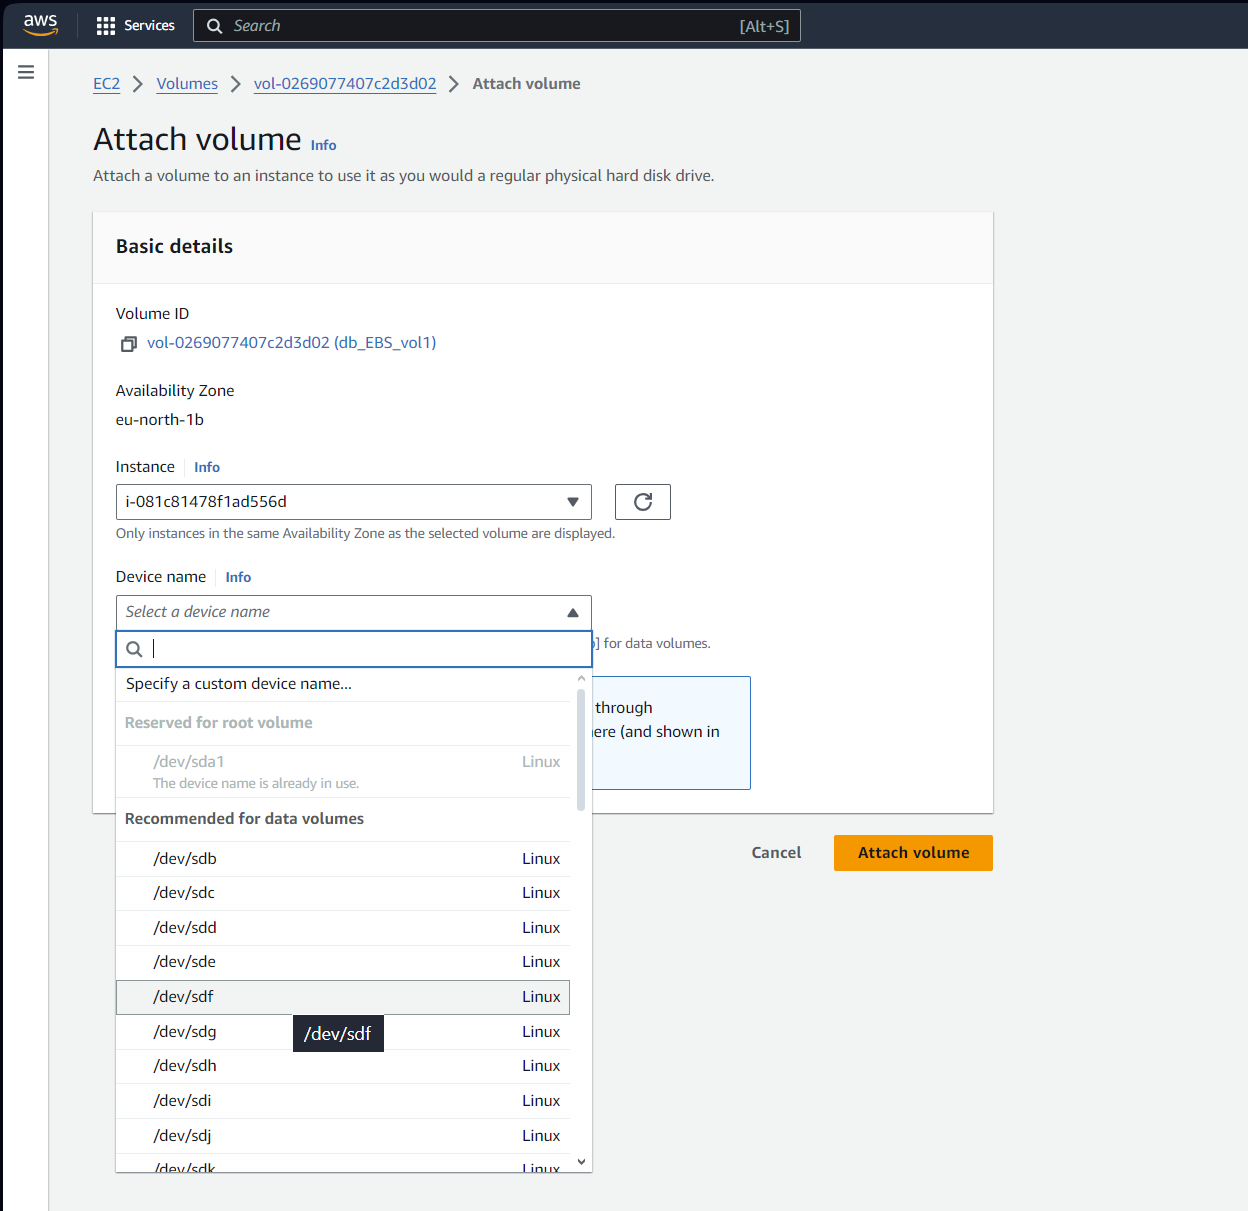 aws
Services
Search [Alt+S]
EC2 > Volumes > vol-0269077407c2d3d02 > Attach volume
Attach volume Info
Attach a volume to an instance to use it as you would a regular physical hard disk drive.
Basic details
Volume ID
vol-0269077407c2d3d02 (db_EBS_vol1)
Availability Zone
eu-north-1b
Instance Info
i-081c81478f1ad556d
Only instances in the same Availability Zone as the selected volume are displayed.
Device name Info
Select a device name
] for data volumes.
Specify a custom device name...
through
Reserved for root volume
(and shown in
/dev/sda1 Linux
The device name is already in use.
Recommended for data volumes
/dev/sdb Linux
Cancel
Attach volume
/dev/sdc Linux
/dev/sdd Linux
/dev/sde Linux
/dev/sdf Linux
/dev/sdg Linux
/dev/sdf
/dev/sdh Linux
/dev/sdi Linux
/dev/sdj Linux
/dev/sdk Linux